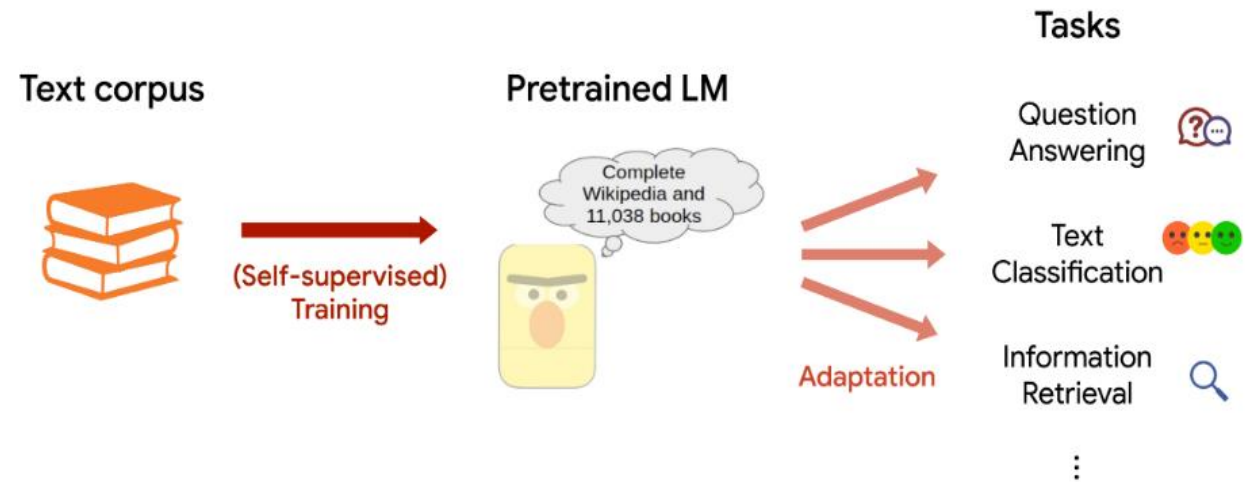 Tasks
Text corpus
Pretrained LM
Question
Answering
Complete
Wikipedia and
11,038 books
(Self-supervised)
Training
Text
Classification
Adaptation
Information
Retrieval
⋮